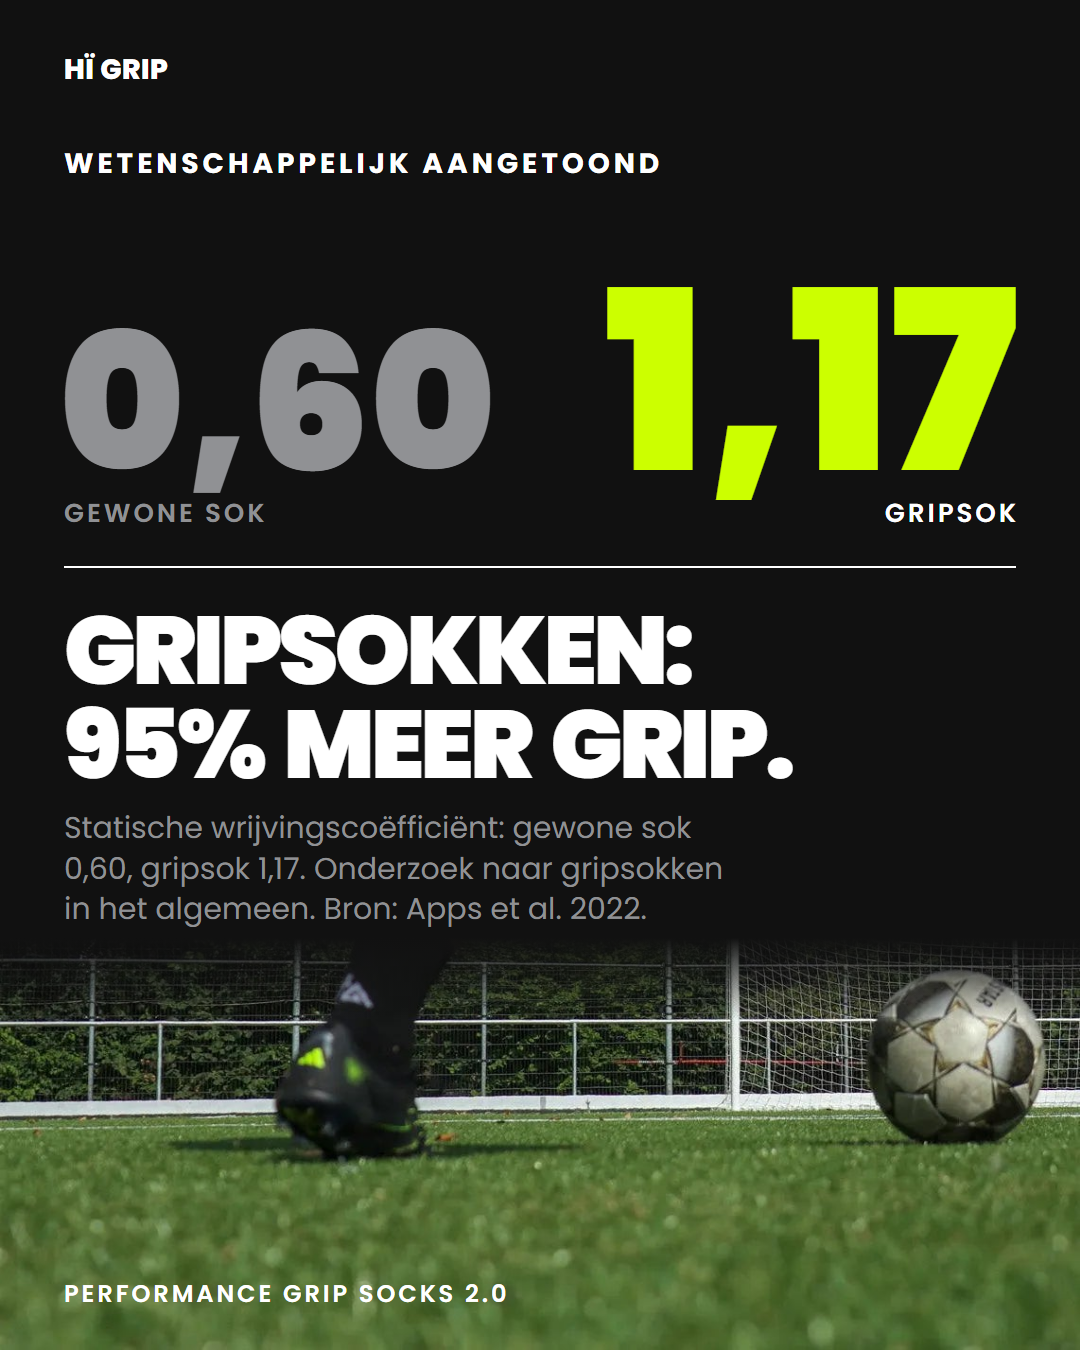 HÏ GRIP
WETENSCHAPPELIJK AANGETOOND
0,60 1,17
GEWONE SOK GRIPSOK
GRIPSOKKEN:
95% MEER GRIP.
Statische wrijvingscoëfficiënt: gewone sok
0,60, gripsok 1,17. Onderzoek naar gripsokken
in het algemeen. Bron: Apps et al. 2022.
PERFORMANCE GRIP SOCKS 2.0